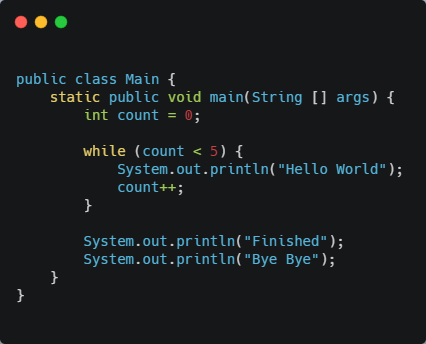 public class Main {
    static public void main(String [] args) {
        int count = 0;

        while (count < 5) {
            System.out.println("Hello World");
            count++;
        }

        System.out.println("Finished");
        System.out.println("Bye Bye");
    }
}